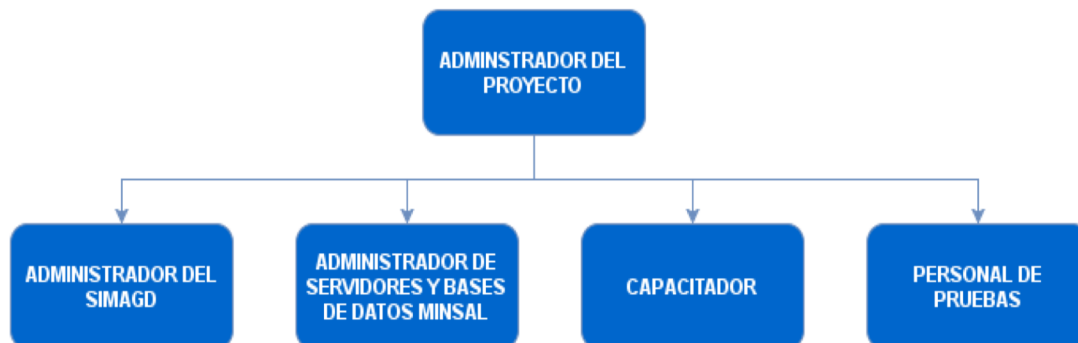 ADMINSTRADOR DEL
PROYECTO
ADMINISTRADOR DEL
SIMAGD
ADMINISTRADOR DE
SERVIDORES Y BASES
DE DATOS MINSAL
CAPACITADOR
PERSONAL DE
PRUEBAS